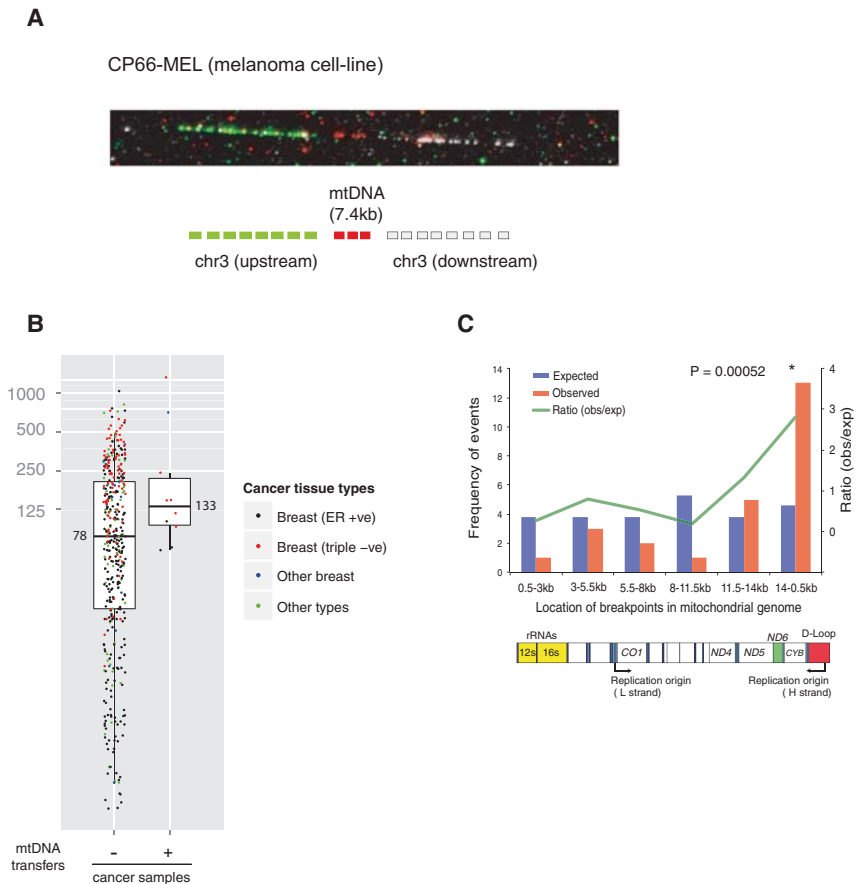 A
CP66-MEL (melanoma cell-line)
mtDNA
(7.4kb)
chr3 (upstream)
chr3 (downstream)
B
1000
500
250
125
78
133
mtDNA
transfers
-
+
cancer samples
Cancer tissue types
Breast (ER +ve)
Breast (triple −ve)
Other breast
Other types
C
P = 0.00052
*
Expected
Observed
Ratio (obs/exp)
Frequency of events
14
12
10
8
6
4
2
0
Ratio (obs/exp)
4
3
2
1
0
0.5-3kb
3-5.5kb
5.5-8kb
8-11.5kb
11.5-14kb
14-0.5kb
Location of breakpoints in mitochondrial genome
rRNAs
ND6
D-Loop
12s
16s
CO1
ND4
ND5
CYB
Replication origin
( L strand)
Replication origin
( H strand)